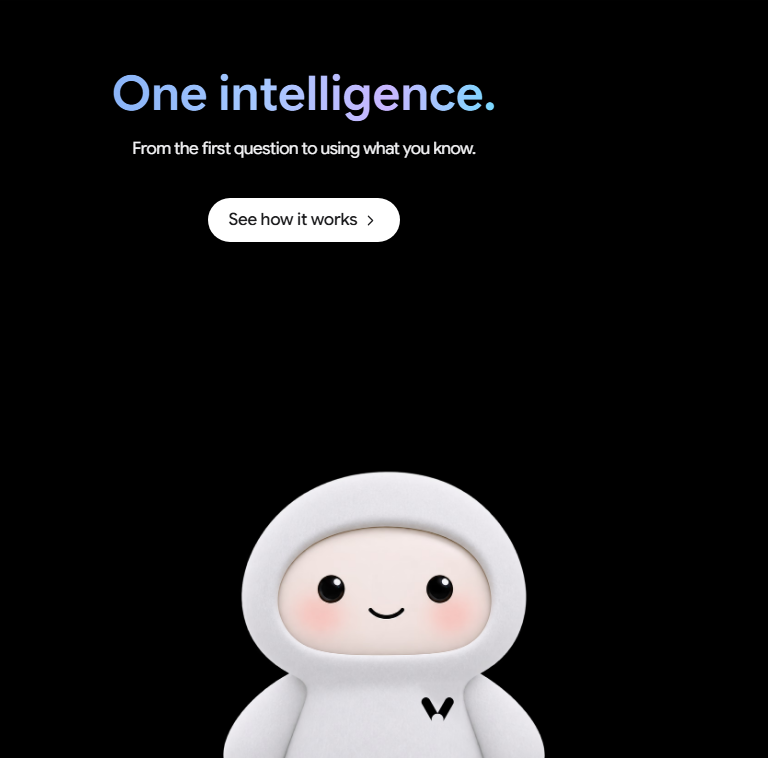 One intelligence.
From the first question to using what you know.
See how it works